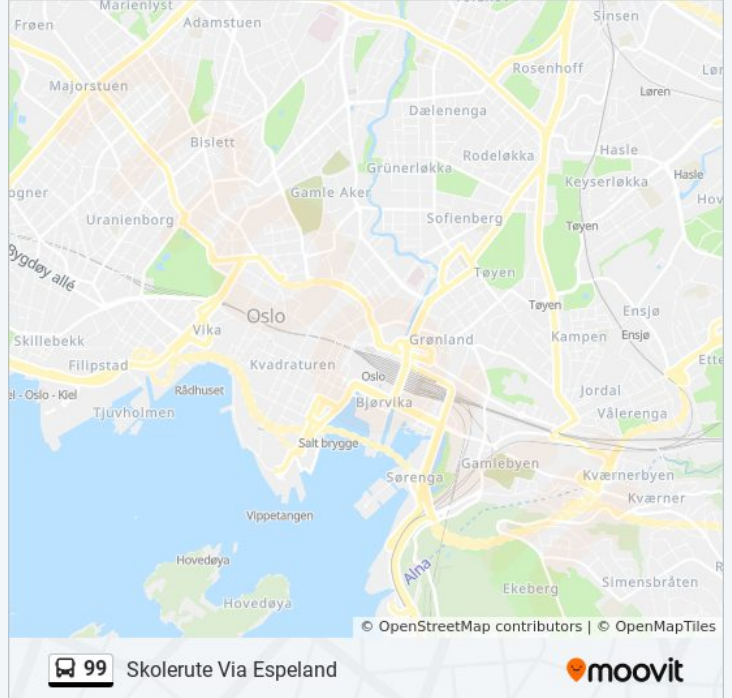 Marienlyst
Frøen
Adamstuen
Sinsen
Rosenhoff
Majorstuen
Løren
Dælenenga
Bislett
Hasle
Rodeløkka
Grünerløkka
Hasle
Keyserløkka
Gamle Aker
ogner
Hov
Uranienborg
Sofienberg
Tøyen
Bygdøy allé
Tøyen
Tøyen
Oslo
Ensjø
Vika
Ensjø
Skillebekk
Grønland
Kampen
Filipstad
Kvadraturen
Ette
Oslo
Rådhuset
Jordal
el - Oslo - Kiel
Bjørvika
Tjuvholmen
Vålerenga
Salt brygge
Gamlebyen
Sørenga
Kværnerbyen
Kværner
Vippetangen
Hovedøya
Alna
Simensbråten
Ekeberg
Hovedøya
© OpenStreetMap contributors | © OpenMapTiles
99 Skolerute Via Espeland
moovit